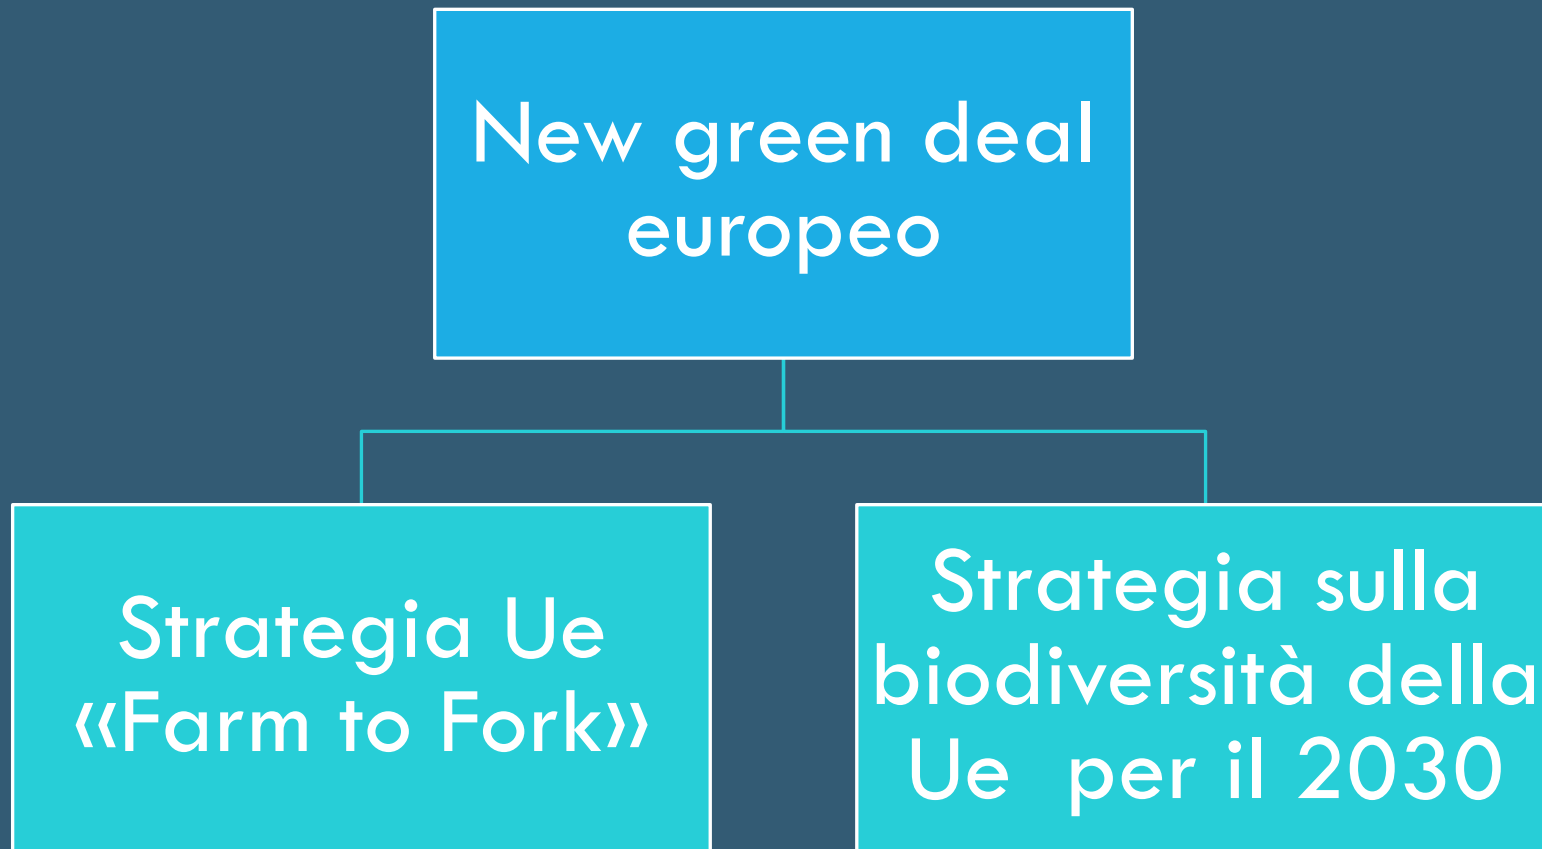 New green deal
europeo
Strategia Ue
«Farm to Fork»
Strategia sulla
biodiversità della
Ue  per il 2030